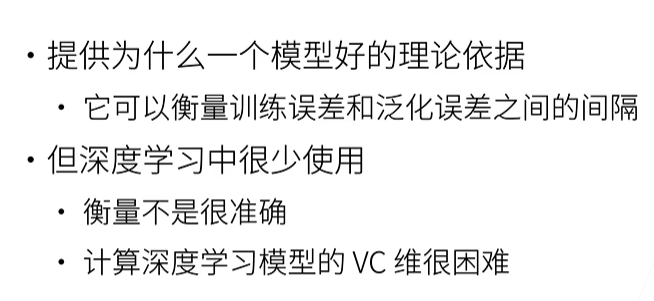 • 提供为什么一个模型好的理论依据
• 它可以衡量训练误差和泛化误差之间的间隔
• 但深度学习中很少使用
• 衡量不是很准确
• 计算深度学习模型的 VC 维很困难